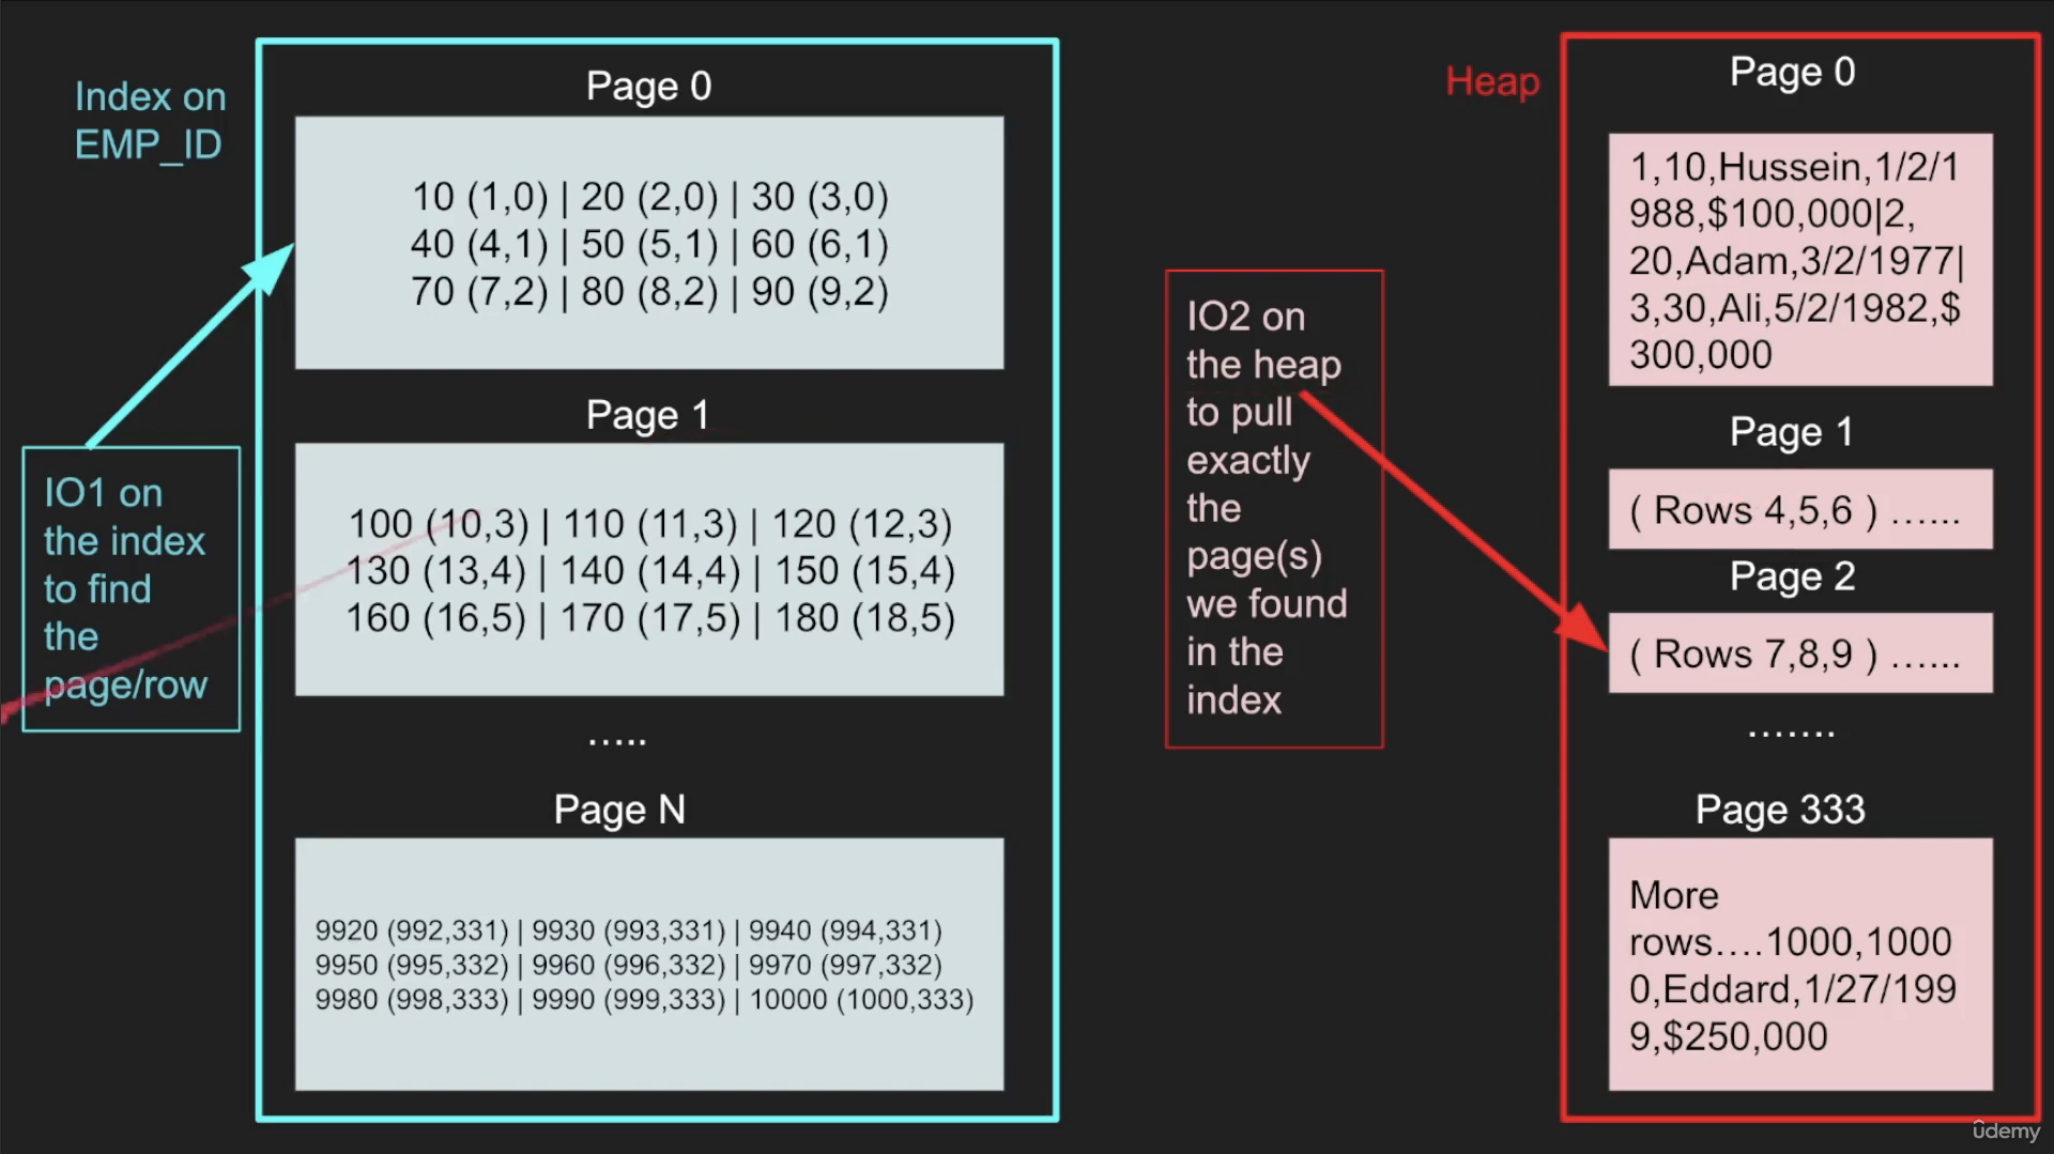 Index on
EMP_ID
IO1 on
the index
to find
the
page/row
Page 0
10 (1,0) | 20 (2,0) | 30 (3,0)
40 (4,1) | 50 (5,1) | 60 (6,1)
70 (7,2) | 80 (8,2) | 90 (9,2)
Page 1
100 (10,3) | 110 (11,3) | 120 (12,3)
130 (13,4) | 140 (14,4) | 150 (15,4)
160 (16,5) | 170 (17,5) | 180 (18,5)
.....
Page N
9920 (992,331) | 9930 (993,331) | 9940 (994,331)
9950 (995,332) | 9960 (996,332) | 9970 (997,332)
9980 (998,333) | 9990 (999,333) | 10000 (1000,333)
IO2 on
the heap
to pull
exactly
the
page(s)
we found
in the
index
Heap
Page 0
1,10,Hussein,1/2/1
988,$100,000|2,
20,Adam,3/2/1977|
3,30,Ali,5/2/1982,$
300,000
Page 1
( Rows 4,5,6 ) ......
Page 2
( Rows 7,8,9 ) ......
.......
Page 333
More
rows....1000,1000
0,Eddard,1/27/199
9,$250,000
ûdemy